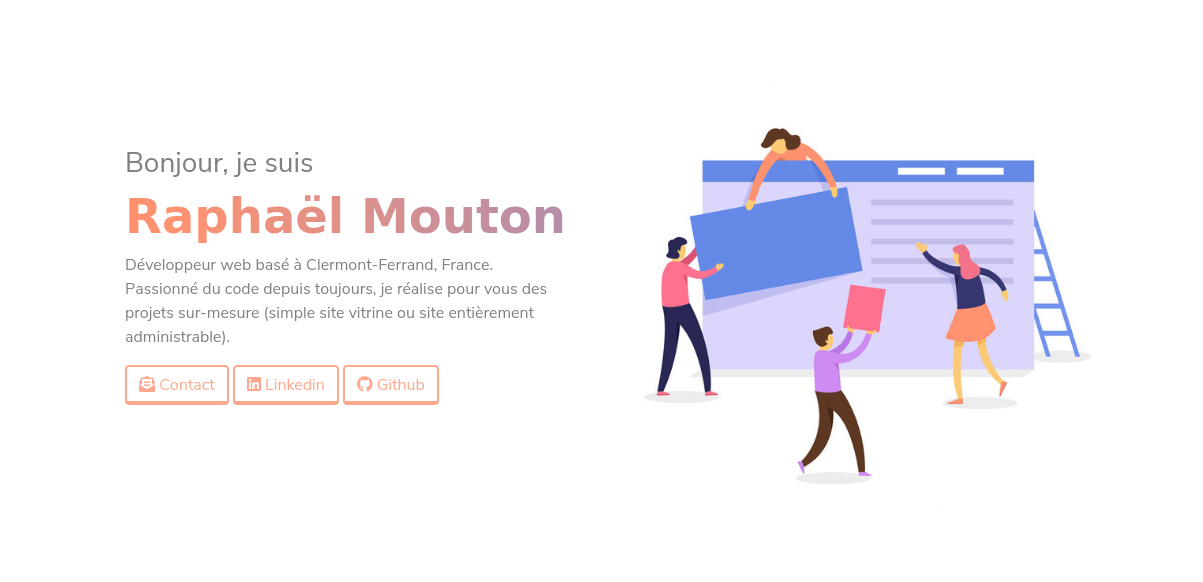 Bonjour, je suis
Raphaël Mouton
Développeur web basé à Clermont-Ferrand, France.
Passionné du code depuis toujours, je réalise pour vous des
projets sur-mesure (simple site vitrine ou site entièrement
administrable).
Contact Linkedin Github